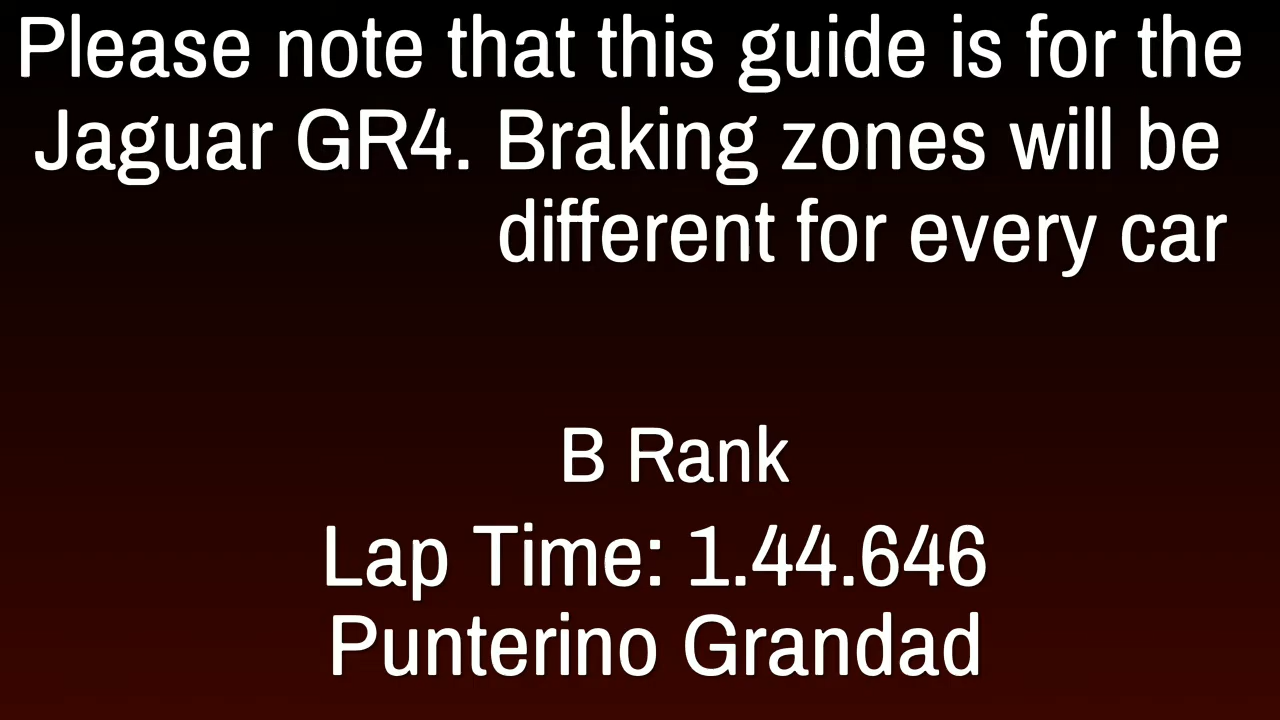 Please note that this guide is for the
Jaguar GR4. Braking zones will be
different for every car
B Rank
Lap Time: 1.44.646
Punterino Grandad